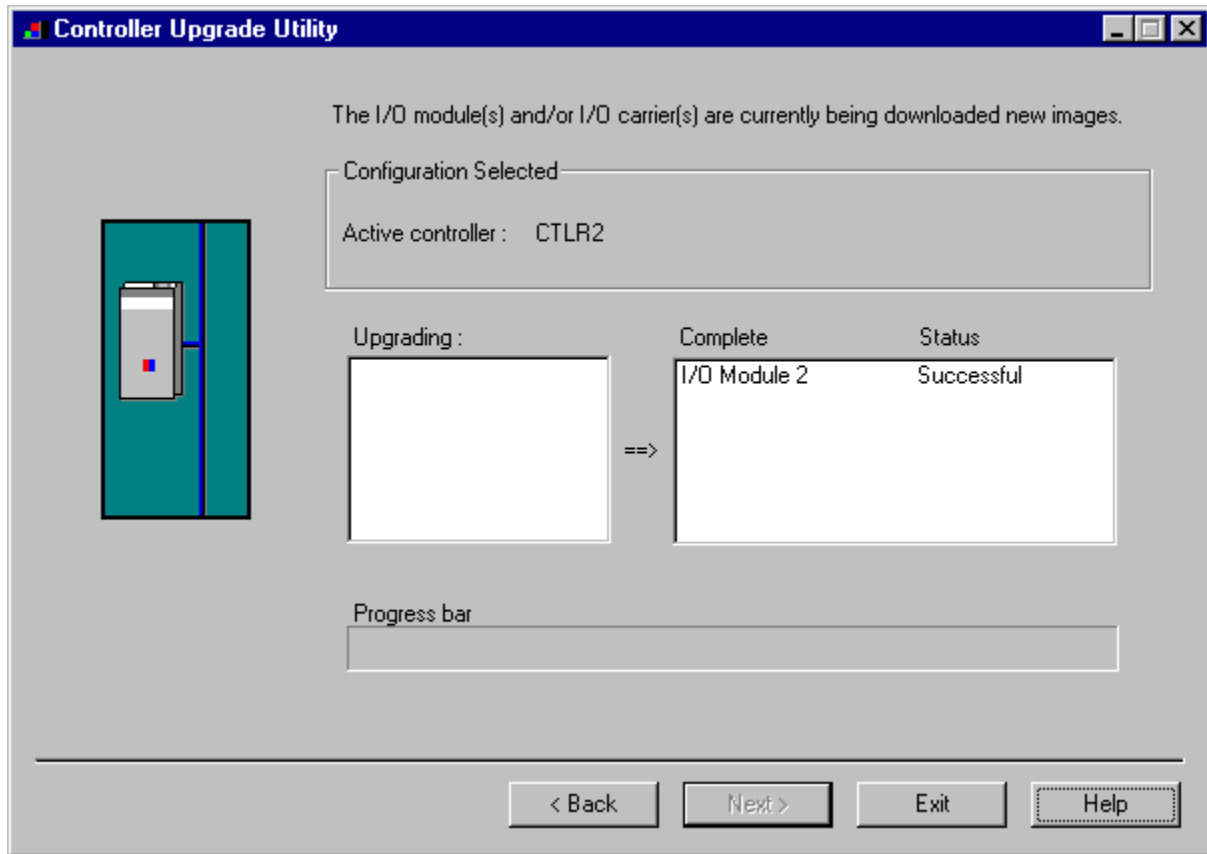 Controller Upgrade Utility
The I/O module(s) and/or I/O carrier(s) are currently being downloaded new images.
Configuration Selected
Active controller : CTLR2
Upgrading :
Complete Status
I/O Module 2 Successful
==>
Progress bar
< Back Next > Exit Help